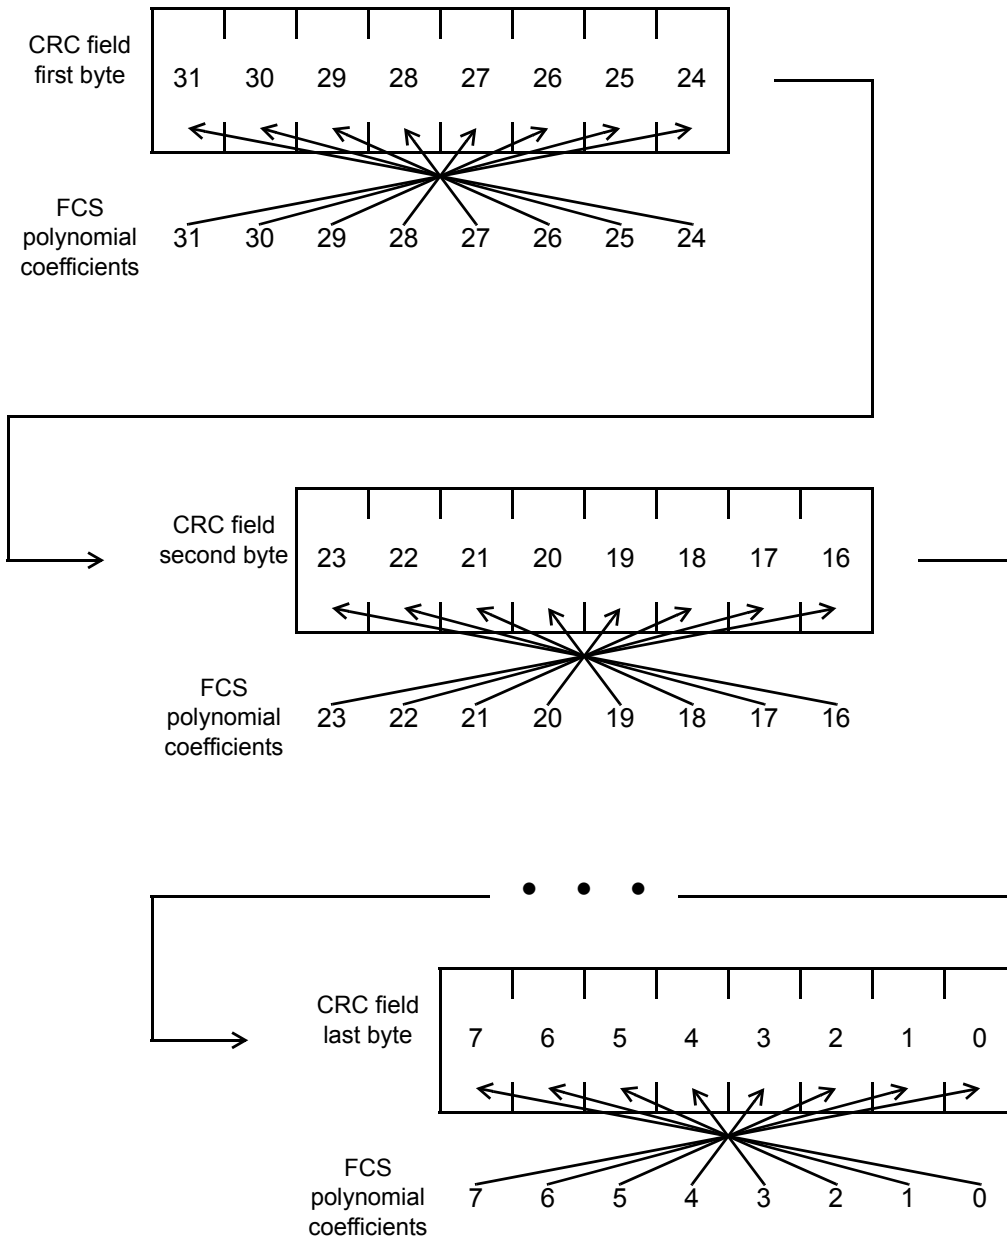 CRC field
first byte
31 30 29 28 27 26 25 24
FCS
polynomial
coefficients
31 30 29 28 27 26 25 24
CRC field
second byte
23 22 21 20 19 18 17 16
FCS
polynomial
coefficients
23 22 21 20 19 18 17 16
• • •
CRC field
last byte
7 6 5 4 3 2 1 0
FCS
polynomial
coefficients
7 6 5 4 3 2 1 0